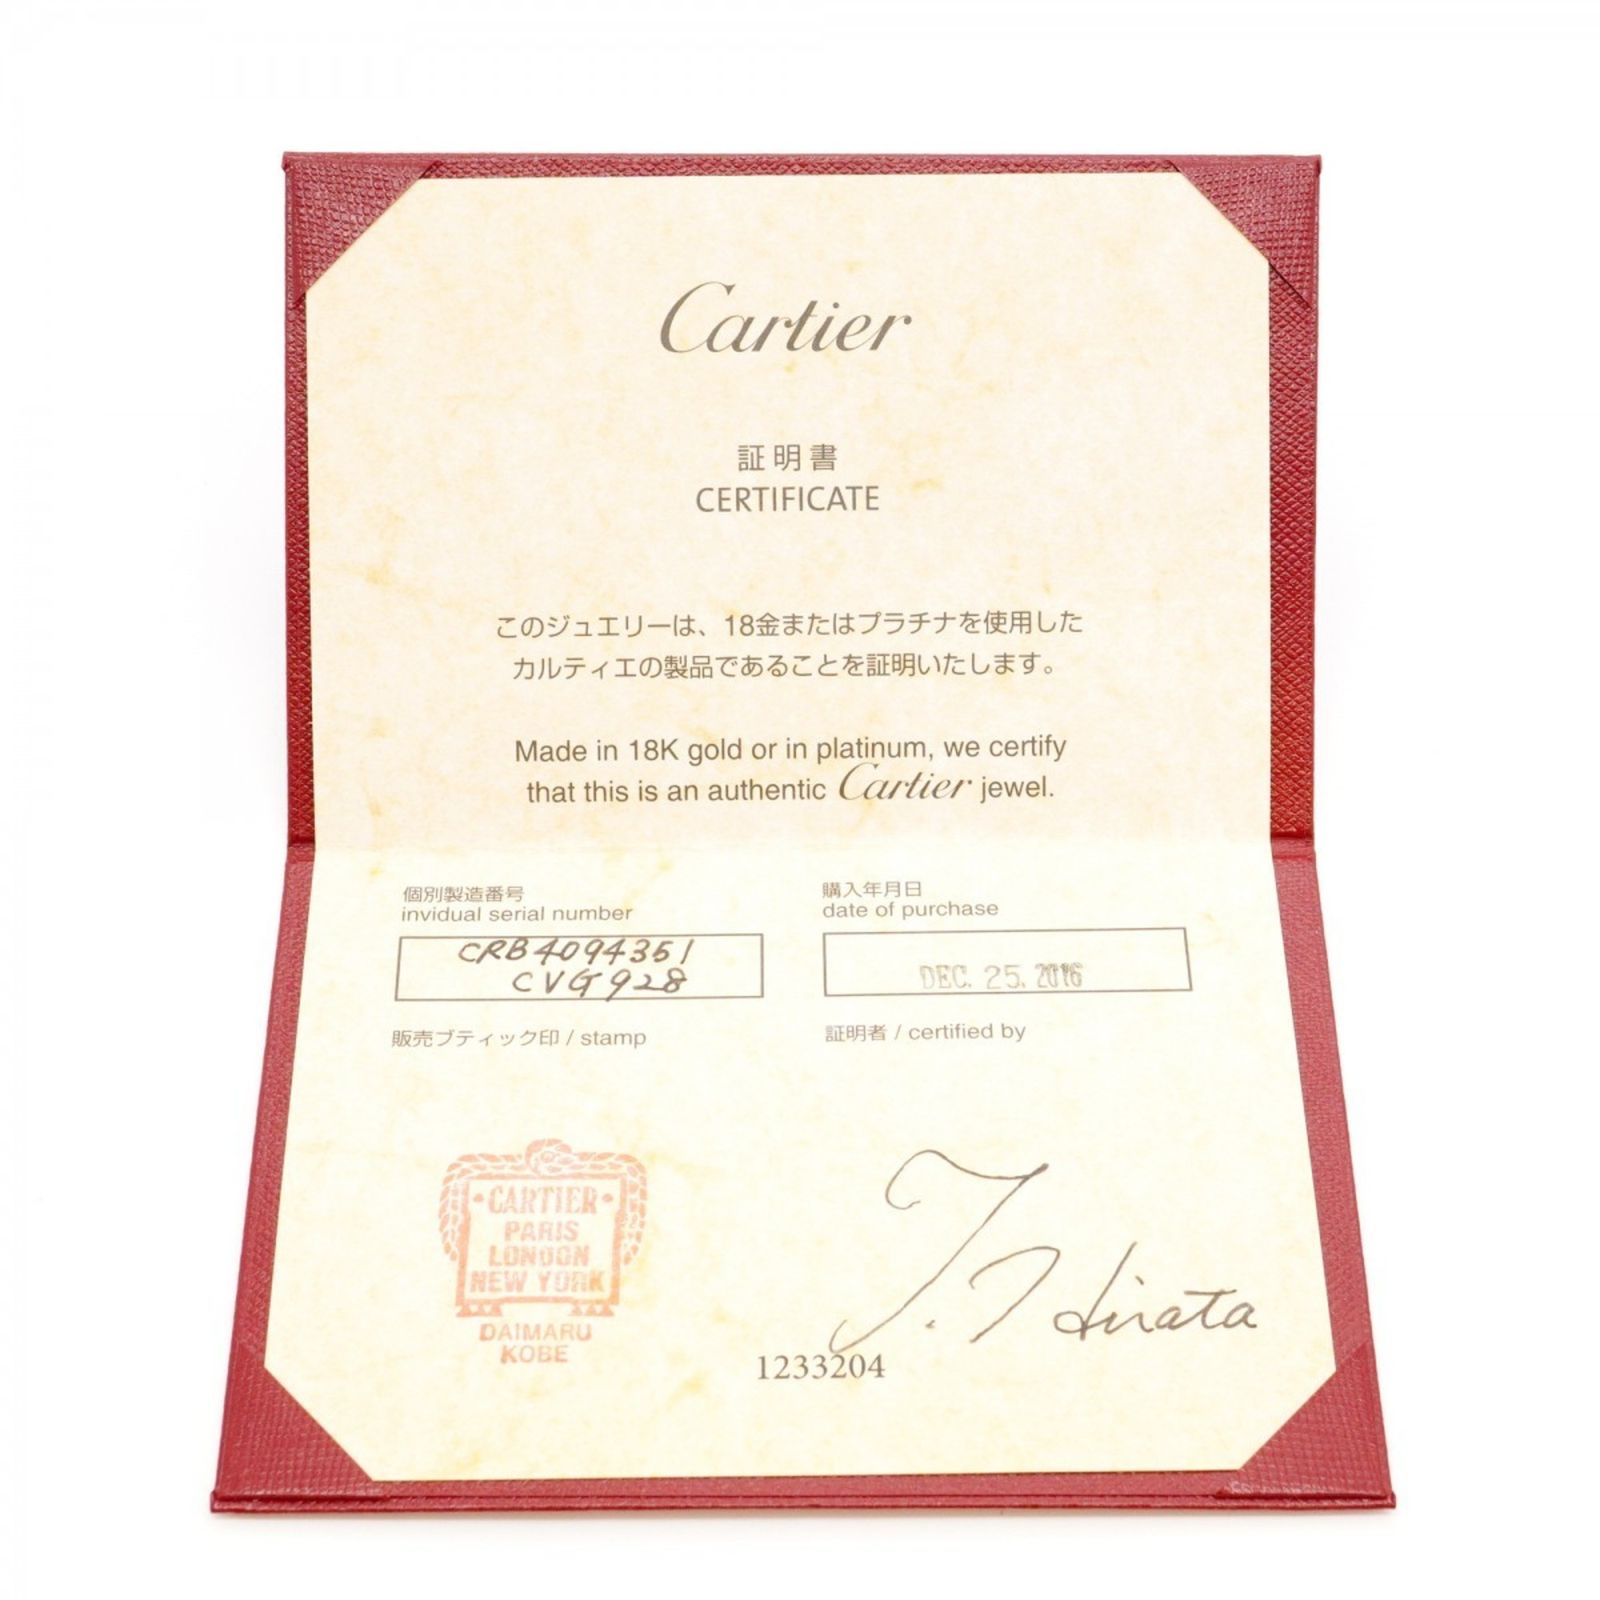 Cartier
証明書
CERTIFICATE
このジュエリーは、18金またはプラチナを使用した
カルティエの製品であることを証明いたします。
Made in 18K gold or in platinum, we certify
that this is an authentic Cartier jewel.
個別製造番号
invidual serial number
CRB4094351
CVG928
購入年月日
date of purchase
DEC. 25. 2016
販売ブティック印 / stamp
証明者 / certified by
·CARTIER·
PARIS
LONDON
NEW YORK
DAIMARU
KOBE
T. Hirata
1233204